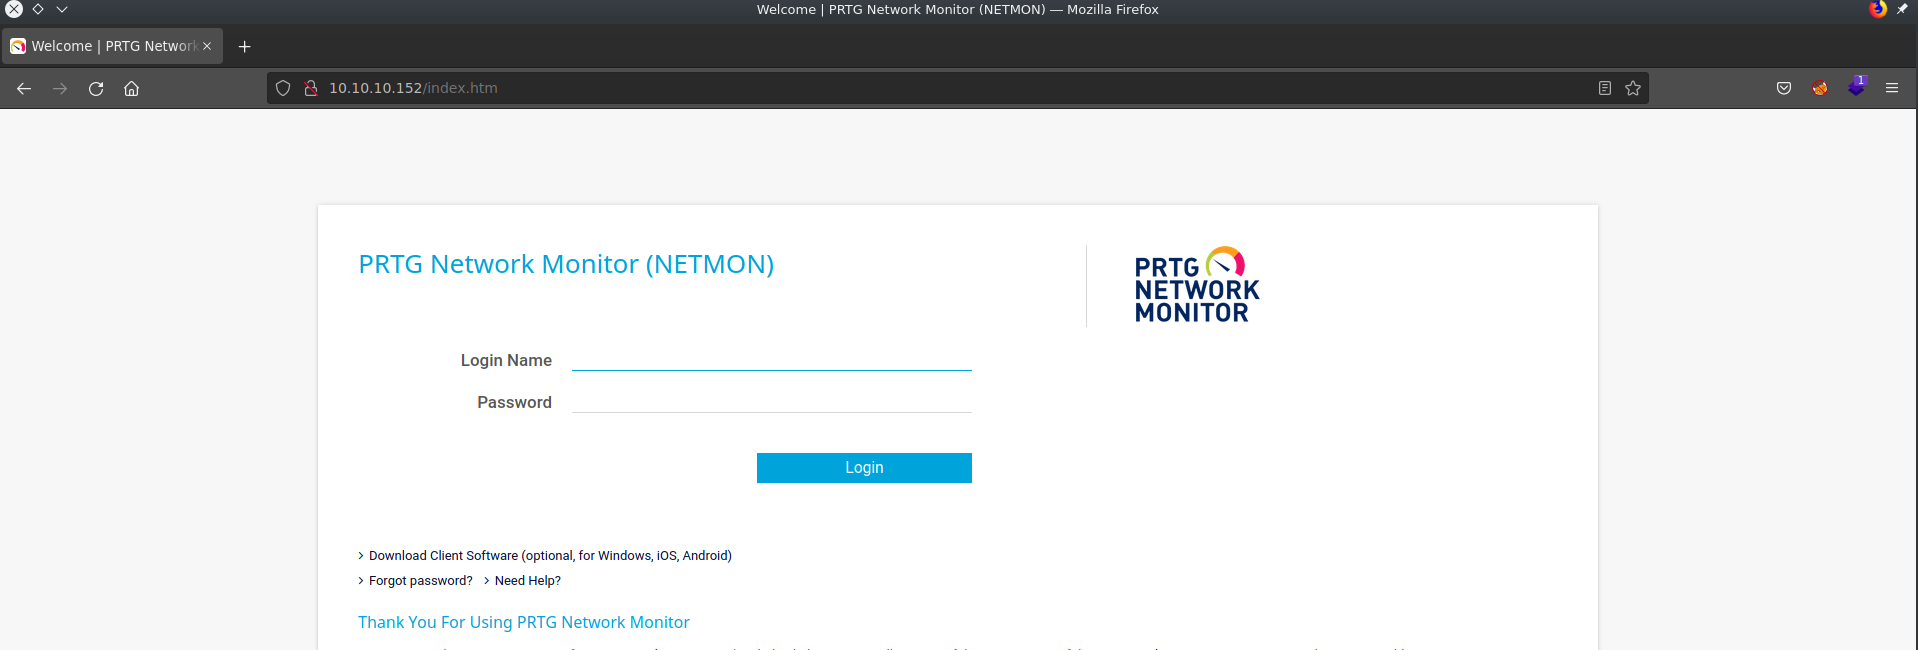 Welcome | PRTG Network Monitor (NETMON) — Mozilla Firefox
Welcome | PRTG Network
10.10.10.152/index.htm
1
PRTG Network Monitor (NETMON)
PRTG
NETWORK
MONITOR
Login Name
Password
Login
Download Client Software (optional, for Windows, iOS, Android)
Forgot password? Need Help?
Thank You For Using PRTG Network Monitor